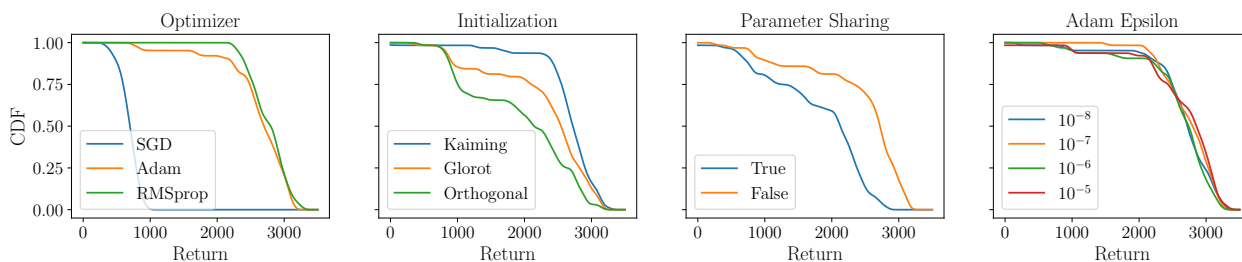 Optimizer
CDF
1.00
0.75
0.50
0.25
0.00
SGD
Adam
RMSprop
0 1000 2000 3000
Return
Initialization
Kaiming
Glorot
Orthogonal
0 1000 2000 3000
Return
Parameter Sharing
True
False
0 1000 2000 3000
Return
Adam Epsilon
10⁻⁸
10⁻⁷
10⁻⁶
10⁻⁵
0 1000 2000 3000
Return